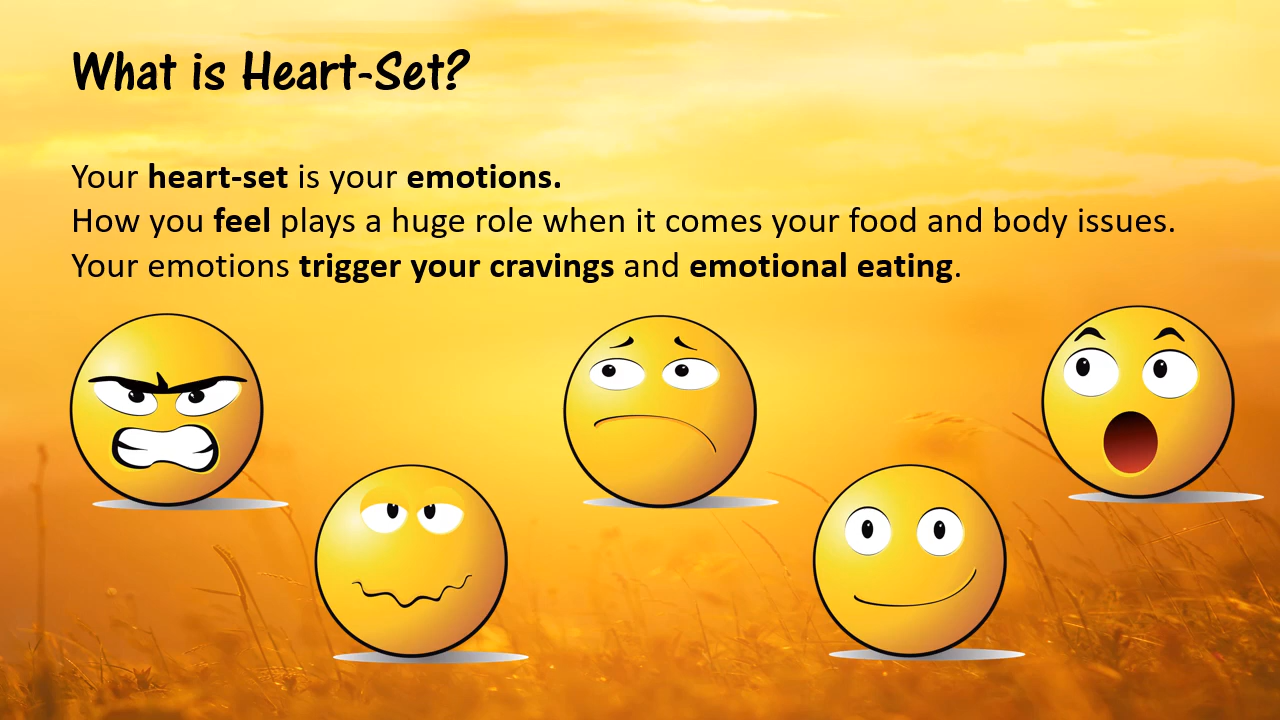 What is Heart-Set?
Your heart-set is your emotions.
How you feel plays a huge role when it comes your food and body issues.
Your emotions trigger your cravings and emotional eating.